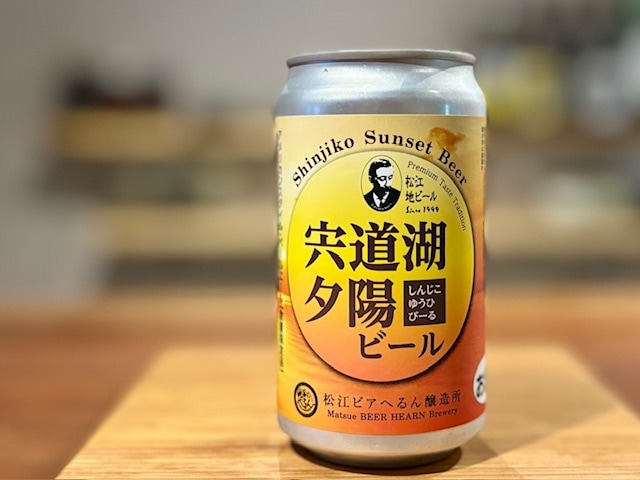 Shinjiko Sunset Beer
Premium Taste Tradition
松江
地ビール
Since 1999
宍道湖
夕陽
しんじこ
ゆうひ
びーる
ビール
松江ビアへるん醸造所
Matsue BEER HEARN Brewery
お